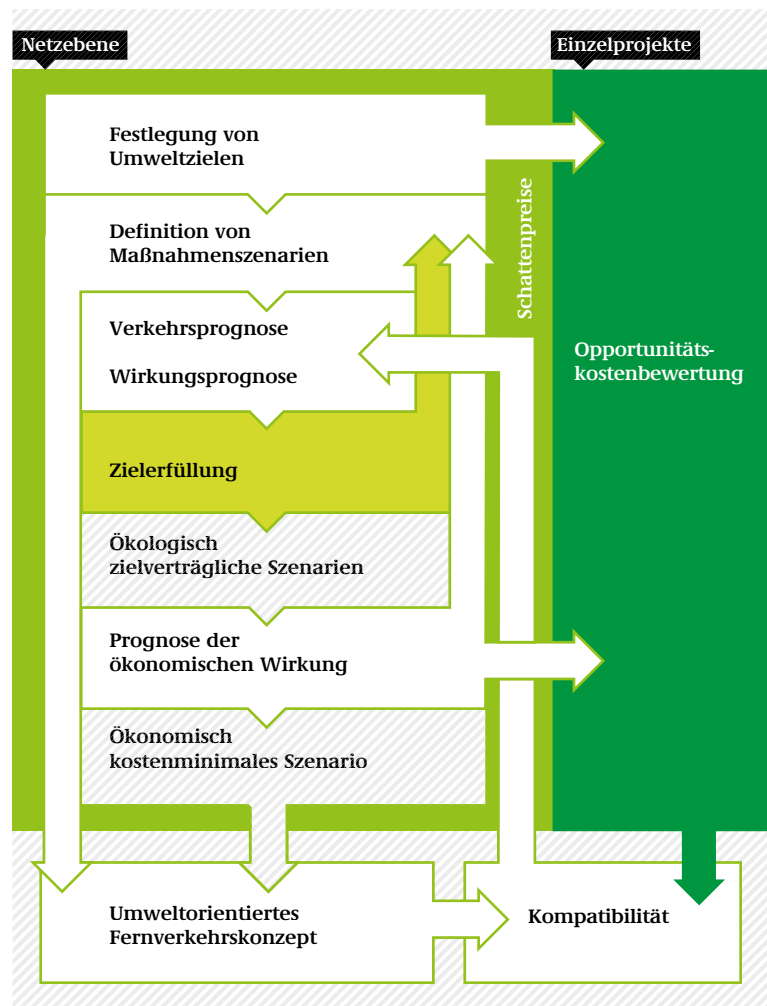 Netzebene
Einzelprojekte
Festlegung von
Umweltzielen
Definition von
Maßnahmenszenarien
Schattenpreise
Verkehrsprognose
Wirkungsprognose
Opportunitäts-
kostenbewertung
Zielerfüllung
Ökologisch
zielverträgliche Szenarien
Prognose der
ökonomischen Wirkung
Ökonomisch
kostenminimales Szenario
Umweltorientiertes
Fernverkehrskonzept
Kompatibilität